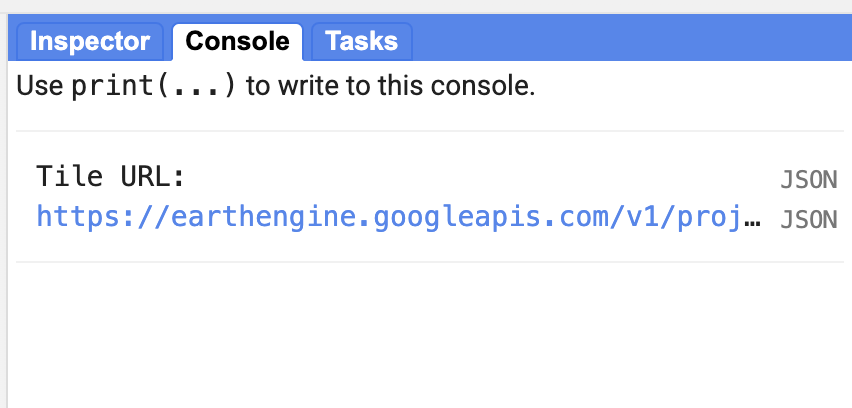 Inspector Console Tasks
Use print(...) to write to this console.
Tile URL: JSON
https://earthengine.googleapis.com/v1/proj… JSON